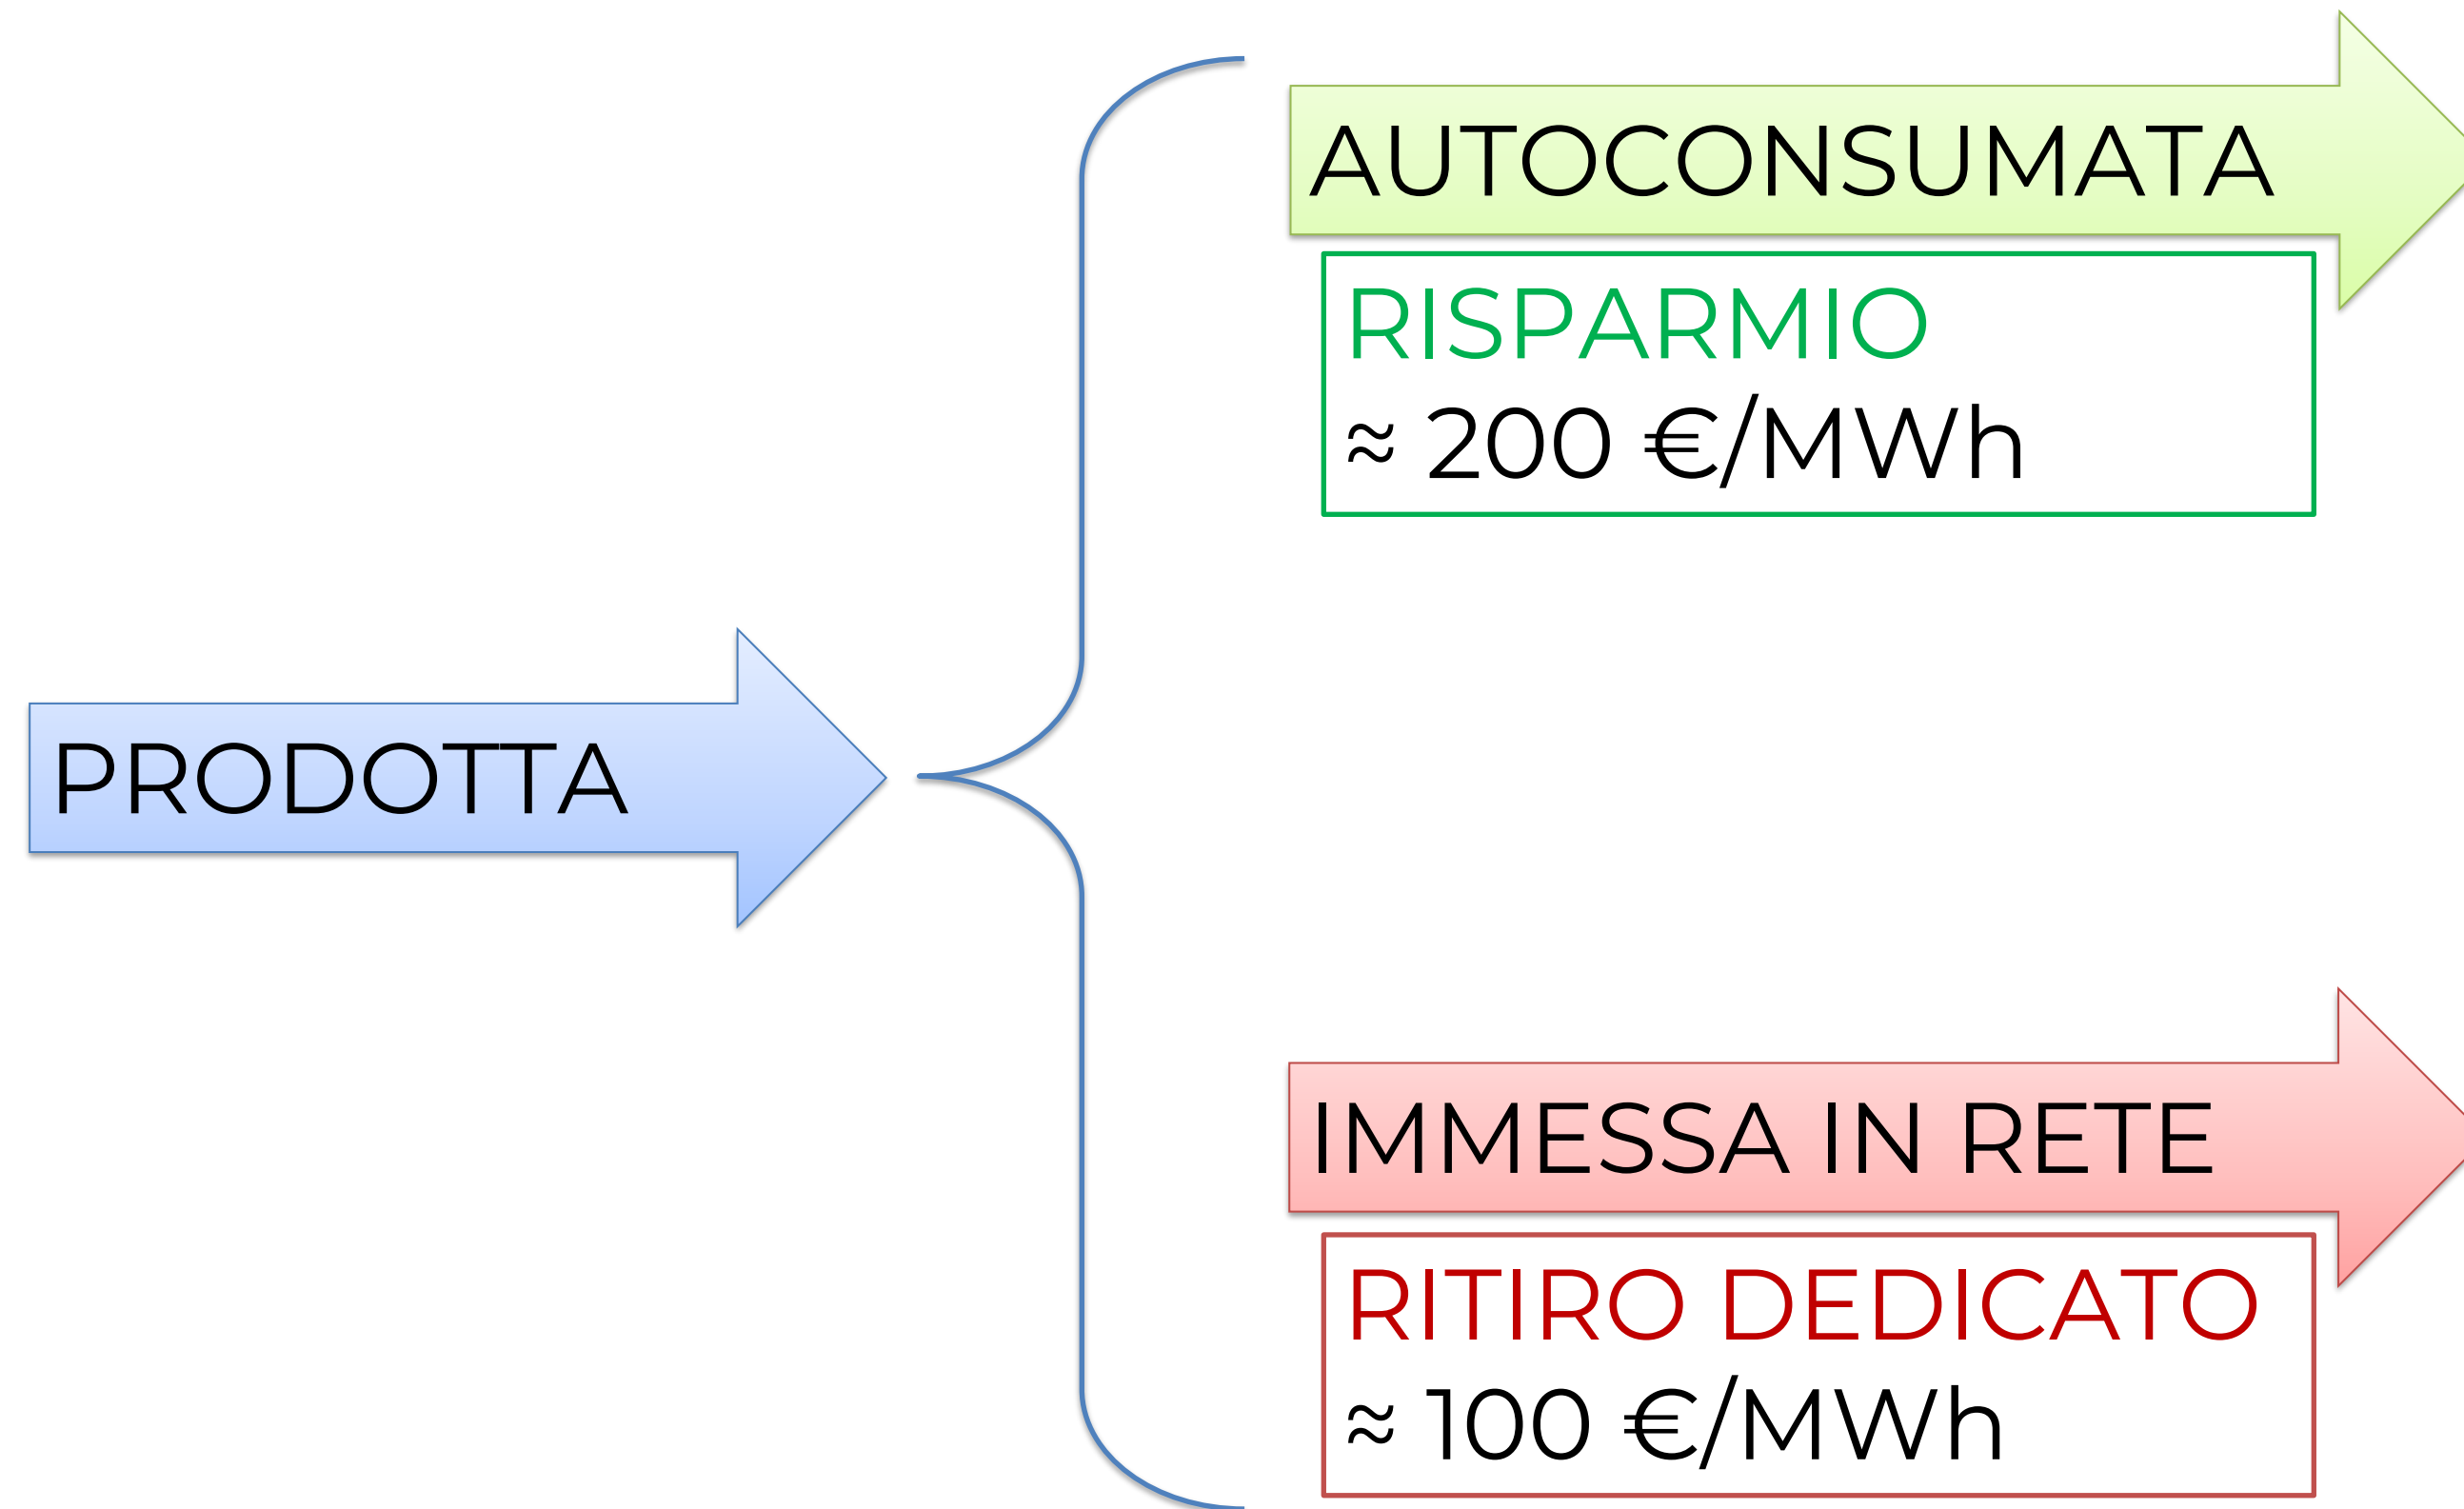 AUTOCONSUMATA
RISPARMIO
≈ 200 €/MWh
PRODOTTA
IMMESSA IN RETE
RITIRO DEDICATO
≈ 100 €/MWh